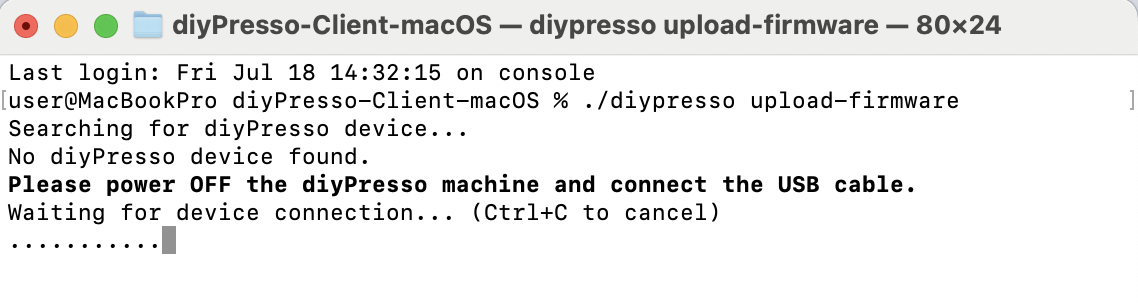 diyPresso-Client-macOS — diypresso upload-firmware — 80×24
Last login: Fri Jul 18 14:32:15 on console
[user@MacBookPro diyPresso-Client-macOS % ./diypresso upload-firmware ]
Searching for diyPresso device...
No diyPresso device found.
Please power OFF the diyPresso machine and connect the USB cable.
Waiting for device connection... (Ctrl+C to cancel)
...........